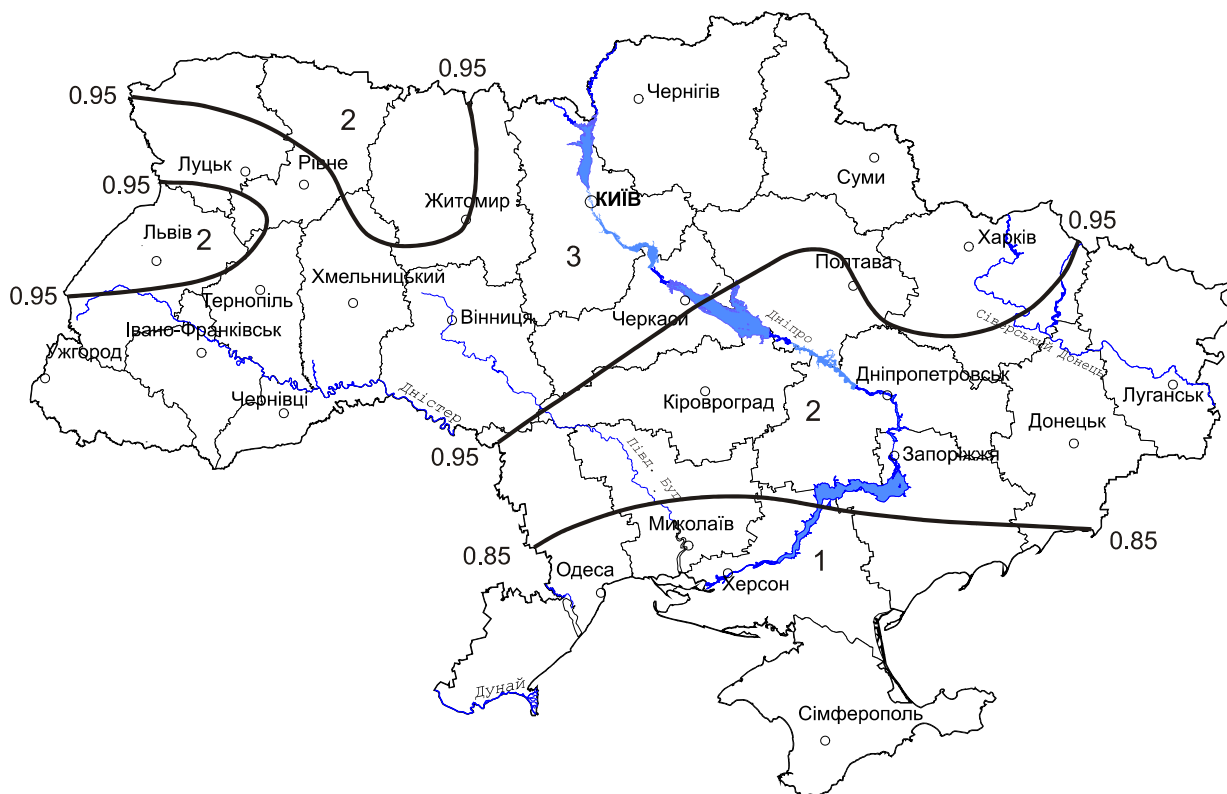 0.95
0.95
Чернігів
2
Луцьк
Рівне
Суми
0.95
Житомир
КИЇВ
0.95
Львів
2
3
Харків
Полтава
0.95
Тернопіль
Хмельницький
Вінниця
Черкаси
Дніпро
Сіверський Донець
Івано-Франківськ
Ужгород
Чернівці
Дністер
Кіровроград
Дніпропетровськ
Луганськ
2
Донецьк
0.95
Запоріжжя
Півд. Буг
Миколаїв
0.85
0.85
1
Одеса
Херсон
Дунай
Сімферополь